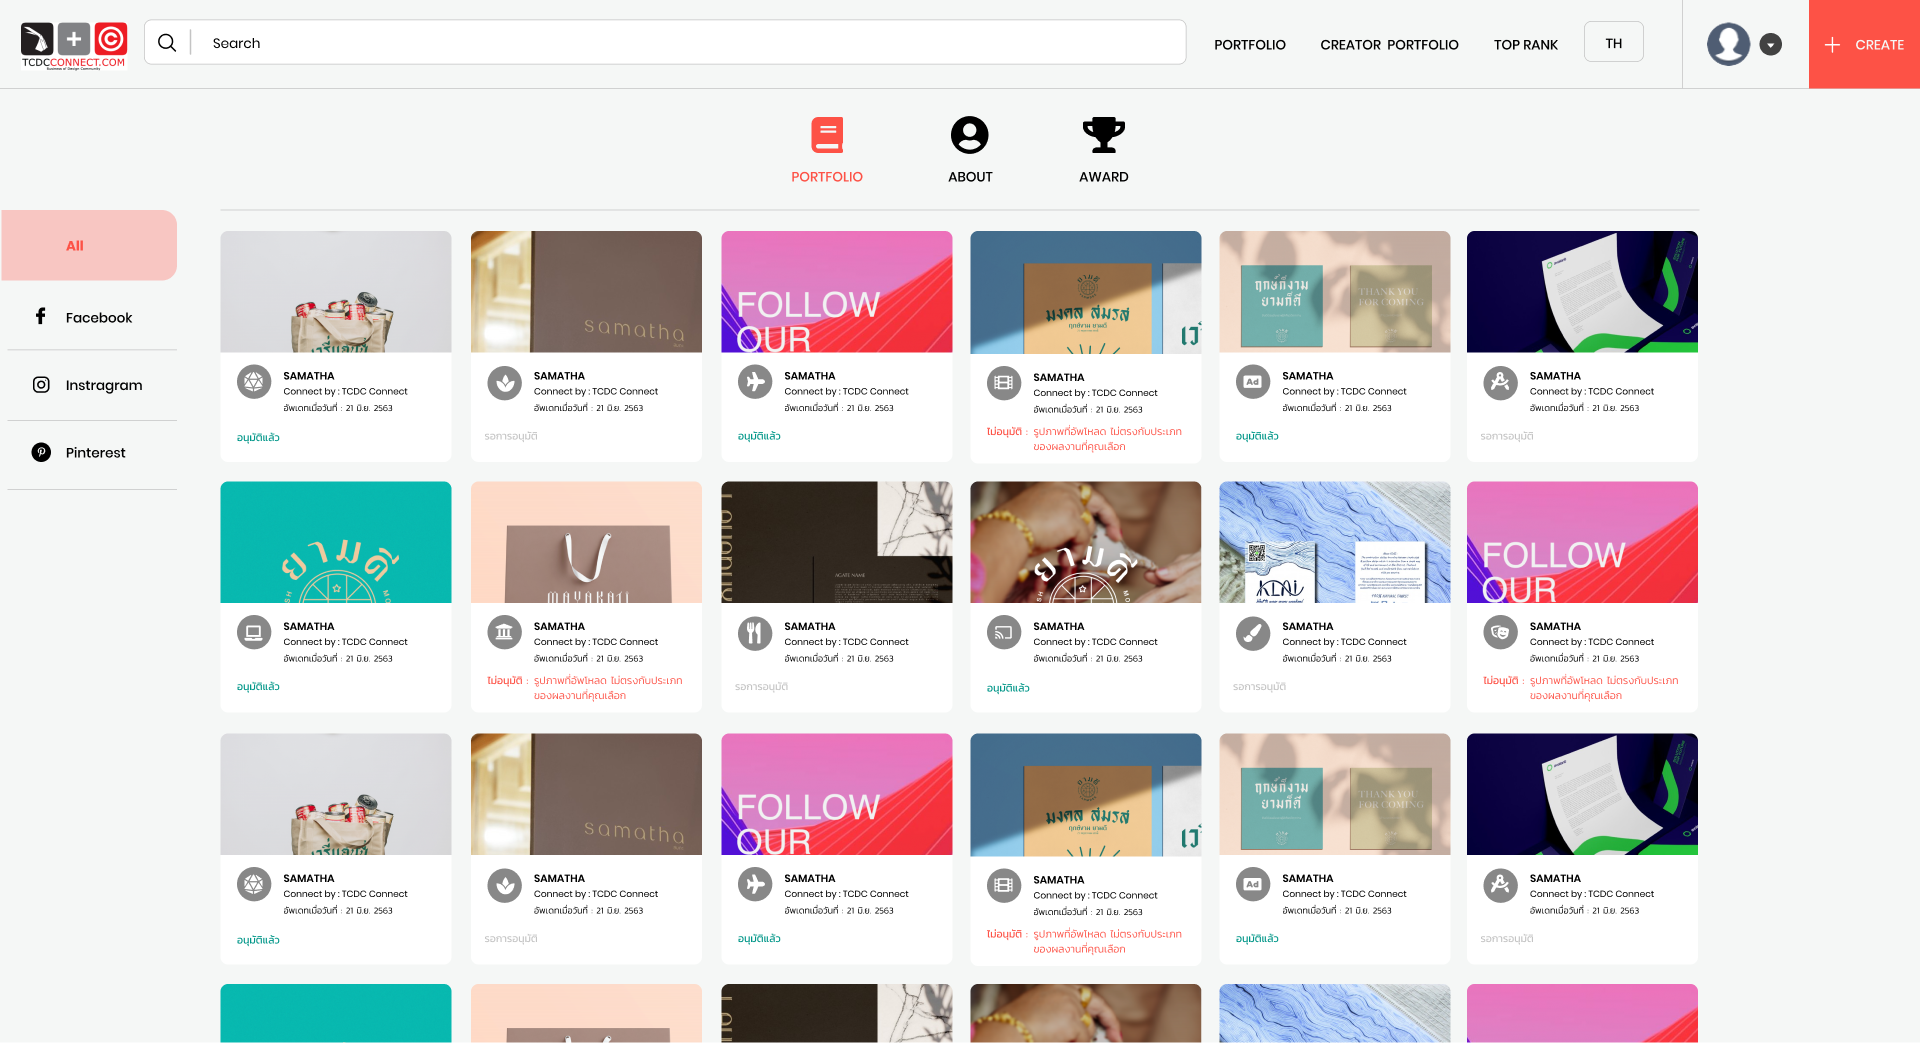 TCDCCONNECT.COM
Business of Design Community
Search
PORTFOLIO
CREATOR PORTFOLIO
TOP RANK
TH
CREATE
PORTFOLIO
ABOUT
AWARD
All
Facebook
Instragram
Pinterest
samatha
FOLLOW
OUR
มงคล สมรส
ฤกษ์งาม ยามดี
ฤกษ์ก็งาม
ยามก็ดี
THANK YOU
FOR COMING
SAMATHA
Connect by : TCDC Connect
อัพเดทเมื่อวันที่ : 21 มิ.ย. 2563
อนุมัติแล้ว
SAMATHA
Connect by : TCDC Connect
อัพเดทเมื่อวันที่ : 21 มิ.ย. 2563
รอการอนุมัติ
SAMATHA
Connect by : TCDC Connect
อัพเดทเมื่อวันที่ : 21 มิ.ย. 2563
อนุมัติแล้ว
SAMATHA
Connect by : TCDC Connect
อัพเดทเมื่อวันที่ : 21 มิ.ย. 2563
ไม่อนุมัติ : รูปภาพที่อัพโหลด ไม่ตรงกับประเภท
ของผลงานที่คุณเลือก
SAMATHA
Connect by : TCDC Connect
อัพเดทเมื่อวันที่ : 21 มิ.ย. 2563
อนุมัติแล้ว
SAMATHA
Connect by : TCDC Connect
อัพเดทเมื่อวันที่ : 21 มิ.ย. 2563
รอการอนุมัติ
ยามดี
MAYAKATI
AGATE NAME
ยามดี
FOLLOW
OUR
SAMATHA
Connect by : TCDC Connect
อัพเดทเมื่อวันที่ : 21 มิ.ย. 2563
อนุมัติแล้ว
SAMATHA
Connect by : TCDC Connect
อัพเดทเมื่อวันที่ : 21 มิ.ย. 2563
ไม่อนุมัติ : รูปภาพที่อัพโหลด ไม่ตรงกับประเภท
ของผลงานที่คุณเลือก
SAMATHA
Connect by : TCDC Connect
อัพเดทเมื่อวันที่ : 21 มิ.ย. 2563
รอการอนุมัติ
SAMATHA
Connect by : TCDC Connect
อัพเดทเมื่อวันที่ : 21 มิ.ย. 2563
อนุมัติแล้ว
SAMATHA
Connect by : TCDC Connect
อัพเดทเมื่อวันที่ : 21 มิ.ย. 2563
รอการอนุมัติ
SAMATHA
Connect by : TCDC Connect
อัพเดทเมื่อวันที่ : 21 มิ.ย. 2563
ไม่อนุมัติ : รูปภาพที่อัพโหลด ไม่ตรงกับประเภท
ของผลงานที่คุณเลือก
samatha
FOLLOW
OUR
มงคล สมรส
ฤกษ์งาม ยามดี
ฤกษ์ก็งาม
ยามก็ดี
THANK YOU
FOR COMING
SAMATHA
Connect by : TCDC Connect
อัพเดทเมื่อวันที่ : 21 มิ.ย. 2563
อนุมัติแล้ว
SAMATHA
Connect by : TCDC Connect
อัพเดทเมื่อวันที่ : 21 มิ.ย. 2563
รอการอนุมัติ
SAMATHA
Connect by : TCDC Connect
อัพเดทเมื่อวันที่ : 21 มิ.ย. 2563
อนุมัติแล้ว
SAMATHA
Connect by : TCDC Connect
อัพเดทเมื่อวันที่ : 21 มิ.ย. 2563
ไม่อนุมัติ : รูปภาพที่อัพโหลด ไม่ตรงกับประเภท
ของผลงานที่คุณเลือก
Ad
SAMATHA
Connect by : TCDC Connect
อัพเดทเมื่อวันที่ : 21 มิ.ย. 2563
อนุมัติแล้ว
SAMATHA
Connect by : TCDC Connect
อัพเดทเมื่อวันที่ : 21 มิ.ย. 2563
รอการอนุมัติ